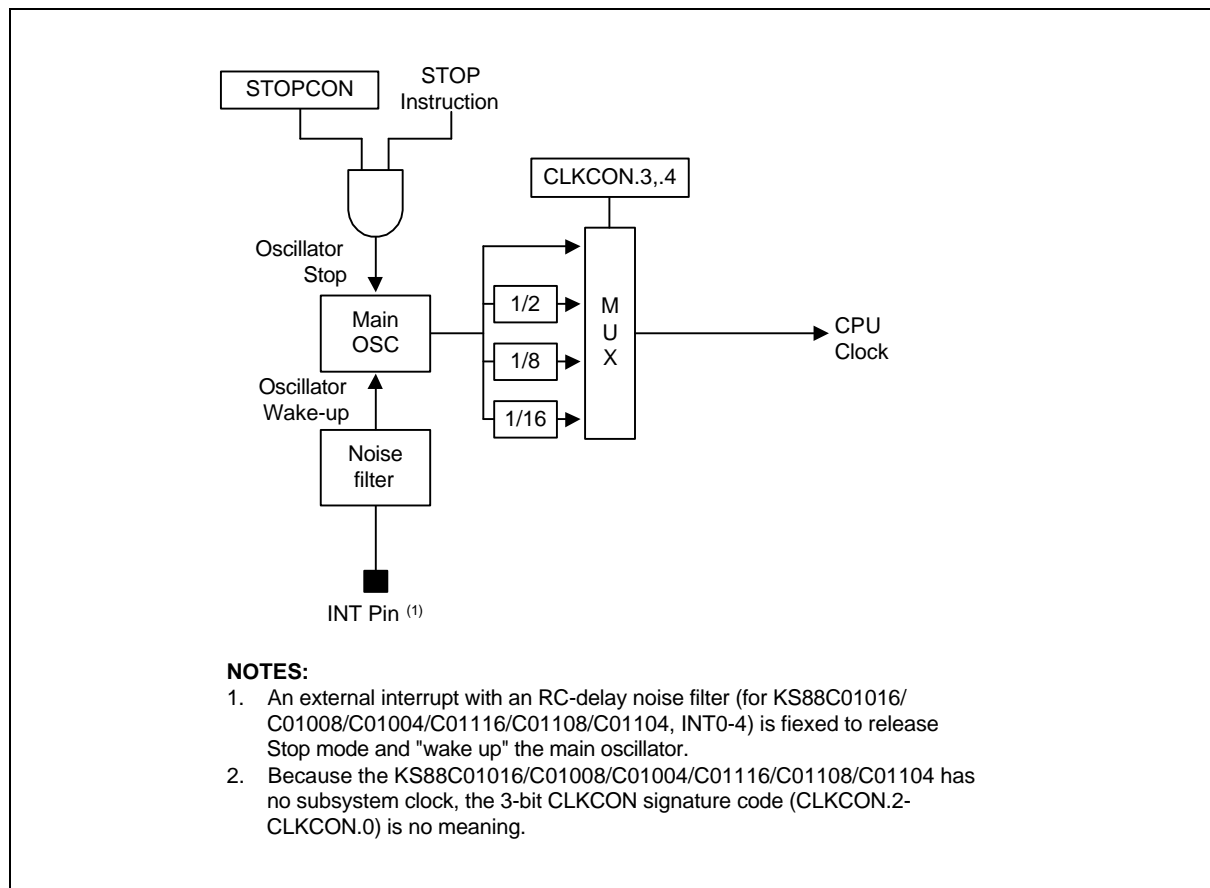 STOPCON
STOP
Instruction
CLKCON.3,.4
Oscillator
Stop
Main
OSC
1/2
1/8
1/16
M
U
X
CPU
Clock
Oscillator
Wake-up
Noise
filter
INT Pin (1)
NOTES:
1. An external interrupt with an RC-delay noise filter (for KS88C01016/
C01008/C01004/C01116/C01108/C01104, INT0-4) is fiexed to release
Stop mode and "wake up" the main oscillator.
2. Because the KS88C01016/C01008/C01004/C01116/C01108/C01104 has
no subsystem clock, the 3-bit CLKCON signature code (CLKCON.2-
CLKCON.0) is no meaning.